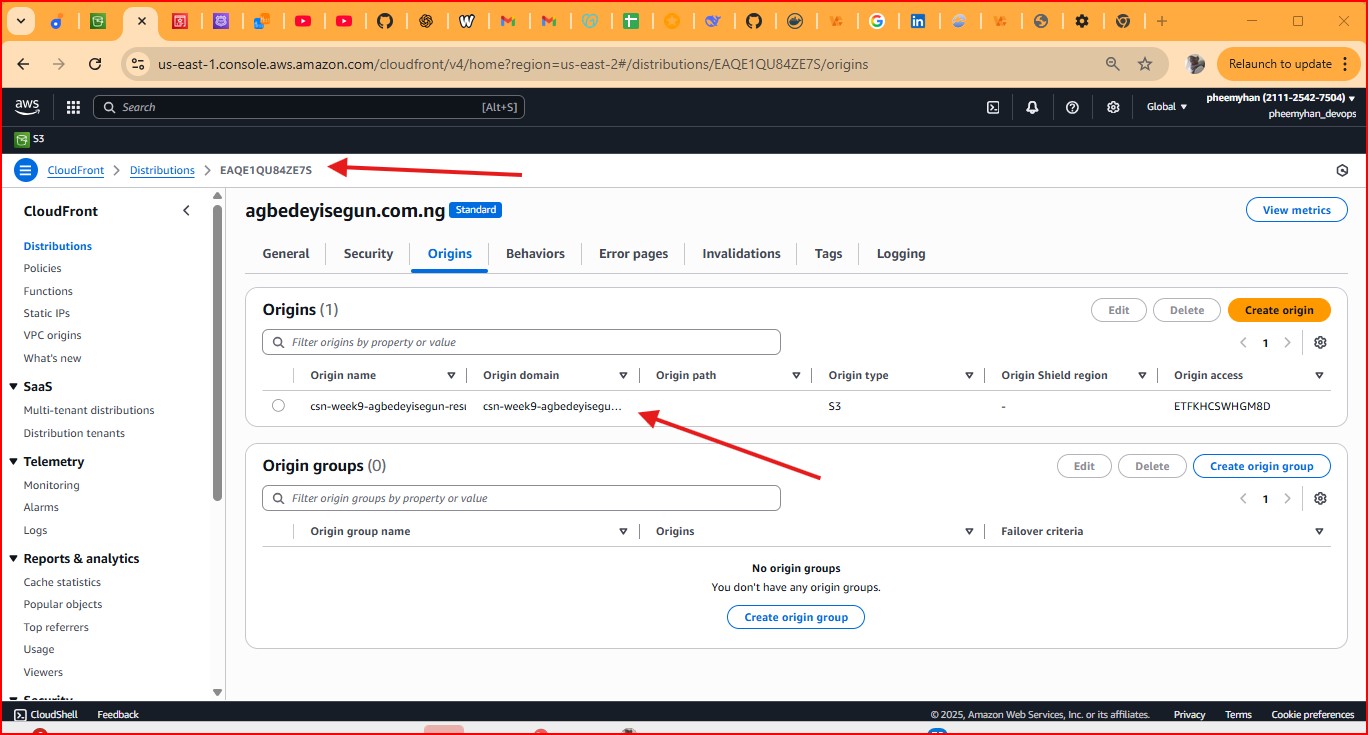 us-east-1.console.aws.amazon.com/cloudfront/v4/home?region=us-east-2#/distributions/EAQE1QU84ZE7S/origins
Relaunch to update
aws
Search
[Alt+S]
Global
pheemyhan (2111-2542-7504)
pheemyhan_devops
S3
CloudFront
Distributions
EAQE1QU84ZE7S
CloudFront
Distributions
Policies
Functions
Static IPs
VPC origins
What's new
SaaS
Multi-tenant distributions
Distribution tenants
Telemetry
Monitoring
Alarms
Logs
Reports & analytics
Cache statistics
Popular objects
Top referrers
Usage
Viewers
Security
agbedeyisegun.com.ng
Standard
View metrics
General
Security
Origins
Behaviors
Error pages
Invalidations
Tags
Logging
Origins (1)
Edit
Delete
Create origin
Filter origins by property or value
1
Origin name
Origin domain
Origin path
Origin type
Origin Shield region
Origin access
csn-week9-agbedeyisegun-resi
csn-week9-agbedeyisegu...
S3
-
ETFKHCSWHGM8D
Origin groups (0)
Edit
Delete
Create origin group
Filter origin groups by property or value
1
Origin group name
Origins
Failover criteria
No origin groups
You don't have any origin groups.
Create origin group
CloudShell
Feedback
© 2025, Amazon Web Services, Inc. or its affiliates.
Privacy
Terms
Cookie preferences